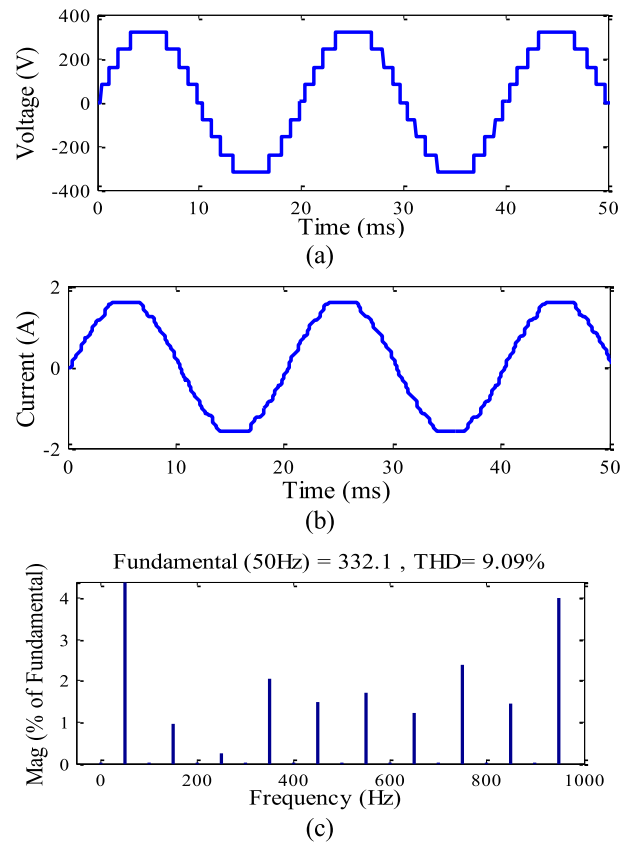 400
200
0
-200
-400
Voltage (V)
0 10 20 30 40 50
Time (ms)
(a)
2
0
-2
Current (A)
0 10 20 30 40 50
Time (ms)
(b)
Fundamental (50Hz) = 332.1 , THD= 9.09%
4
3
2
1
0
Mag (% of Fundamental)
0 200 400 600 800 1000
Frequency (Hz)
(c)